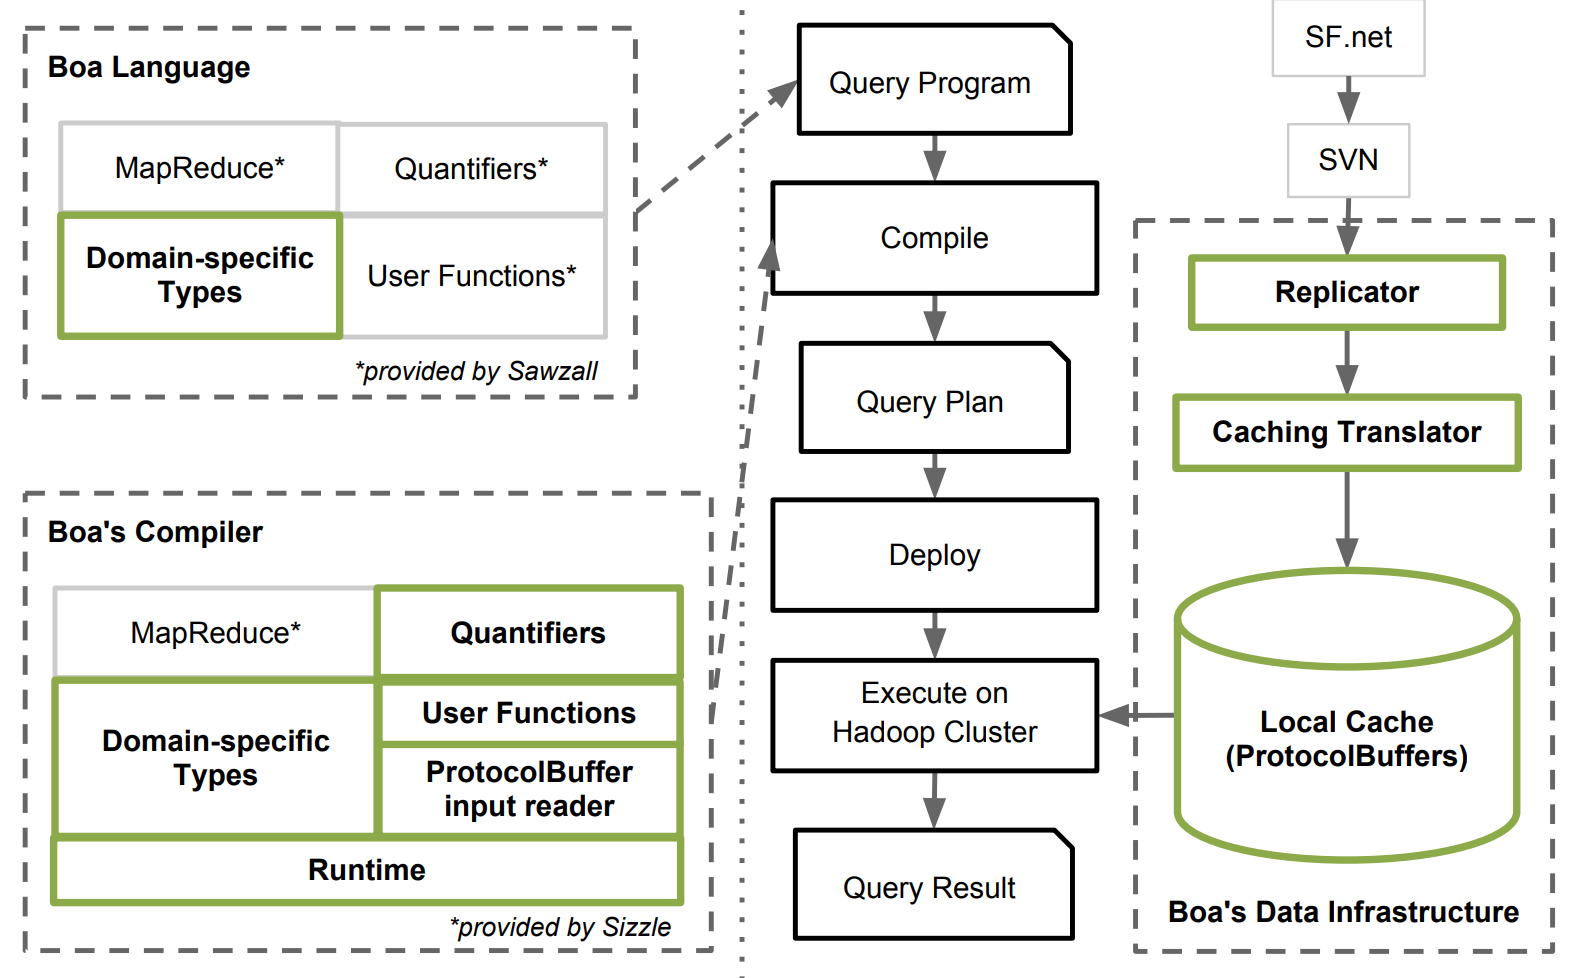 Boa Language
MapReduce*
Quantifiers*
Domain-specific
Types
User Functions*
*provided by Sawzall
Boa's Compiler
MapReduce*
Quantifiers
Domain-specific
Types
User Functions
ProtocolBuffer
input reader
Runtime
*provided by Sizzle
Query Program
Compile
Query Plan
Deploy
Execute on
Hadoop Cluster
Query Result
SF.net
SVN
Replicator
Caching Translator
Local Cache
(ProtocolBuffers)
Boa's Data Infrastructure